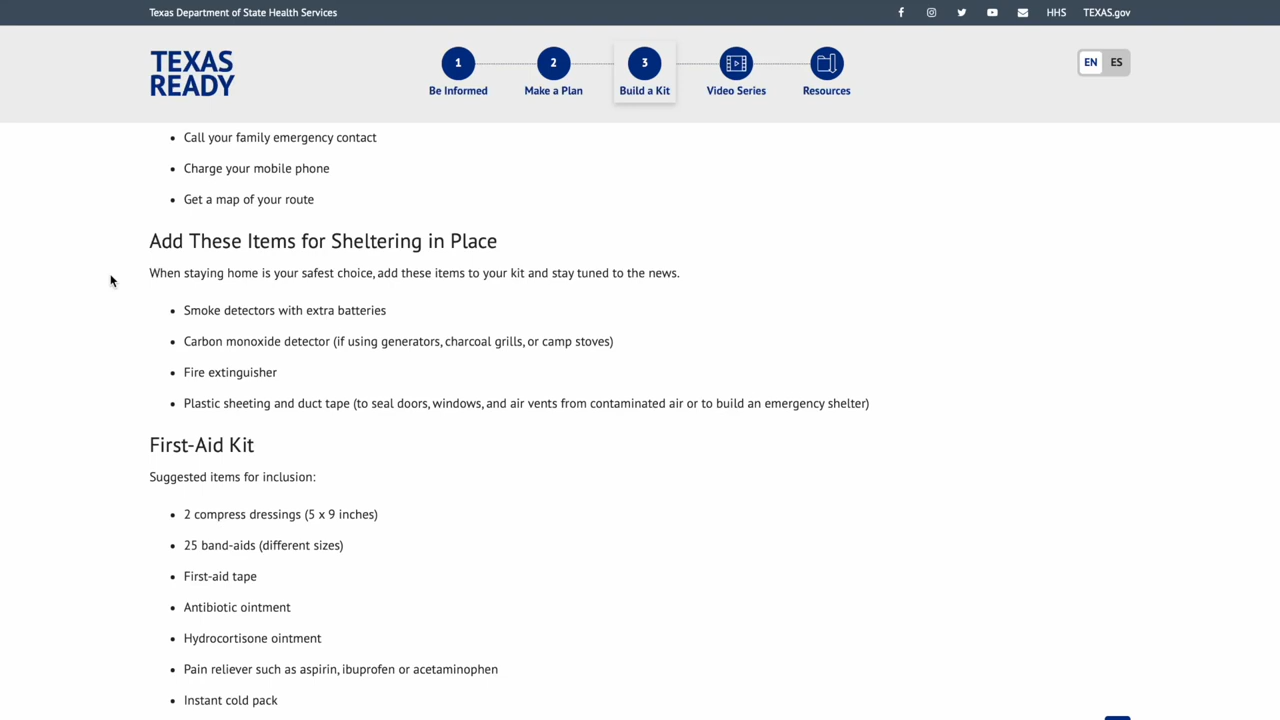 Texas Department of State Health Services
HHS
TEXAS.gov
TEXAS
READY
1
2
3
Be Informed
Make a Plan
Build a Kit
Video Series
Resources
EN
ES
Call your family emergency contact
Charge your mobile phone
Get a map of your route
Add These Items for Sheltering in Place
When staying home is your safest choice, add these items to your kit and stay tuned to the news.
Smoke detectors with extra batteries
Carbon monoxide detector (if using generators, charcoal grills, or camp stoves)
Fire extinguisher
Plastic sheeting and duct tape (to seal doors, windows, and air vents from contaminated air or to build an emergency shelter)
First-Aid Kit
Suggested items for inclusion:
2 compress dressings (5 x 9 inches)
25 band-aids (different sizes)
First-aid tape
Antibiotic ointment
Hydrocortisone ointment
Pain reliever such as aspirin, ibuprofen or acetaminophen
Instant cold pack